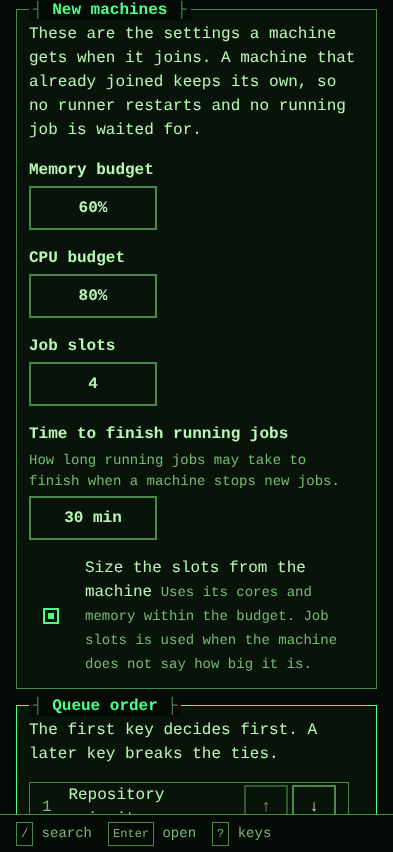 New machines
These are the settings a machine
gets when it joins. A machine that
already joined keeps its own, so
no runner restarts and no running
job is waited for.
Memory budget
60%
CPU budget
80%
Job slots
4
Time to finish running jobs
How long running jobs may take to
finish when a machine stops new jobs.
30 min
Size the slots from the
machine Uses its cores and
memory within the budget. Job
slots is used when the machine
does not say how big it is.
Queue order
The first key decides first. A
later key breaks the ties.
1 Repository ↑ ↓
/ search Enter open ? keys